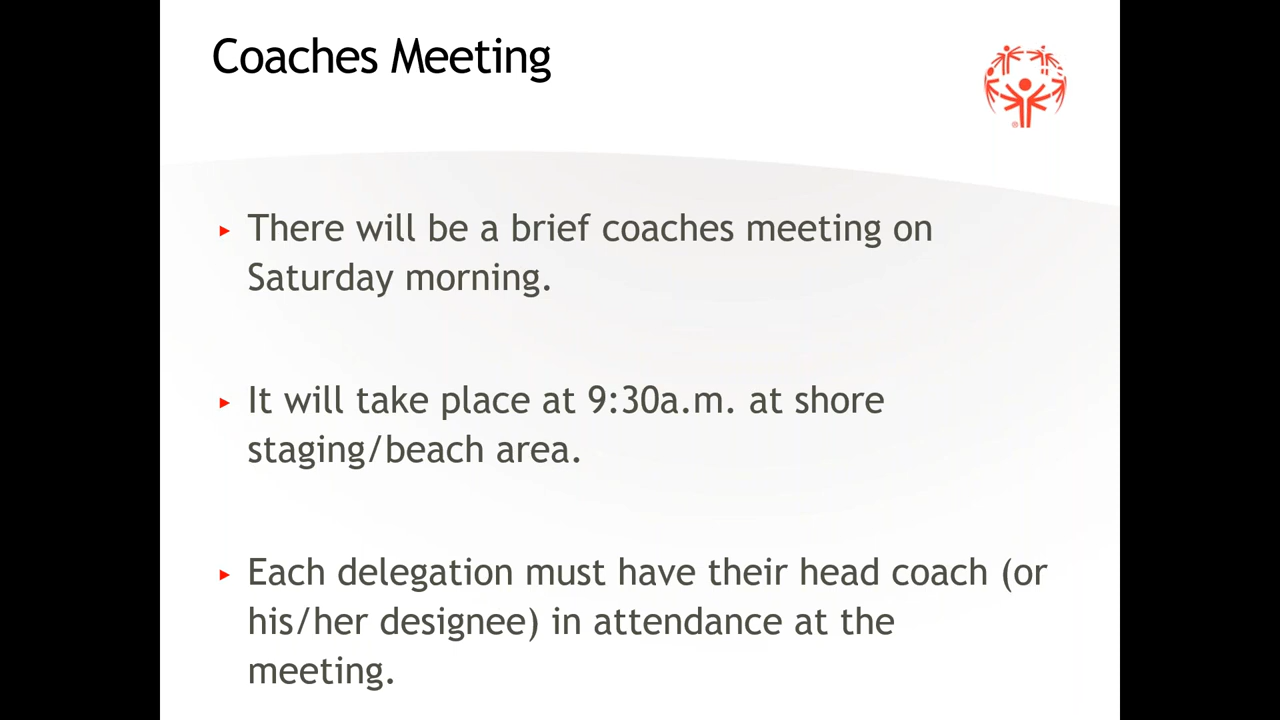 Coaches Meeting
There will be a brief coaches meeting on
Saturday morning.
It will take place at 9:30a.m. at shore
staging/beach area.
Each delegation must have their head coach (or
his/her designee) in attendance at the
meeting.